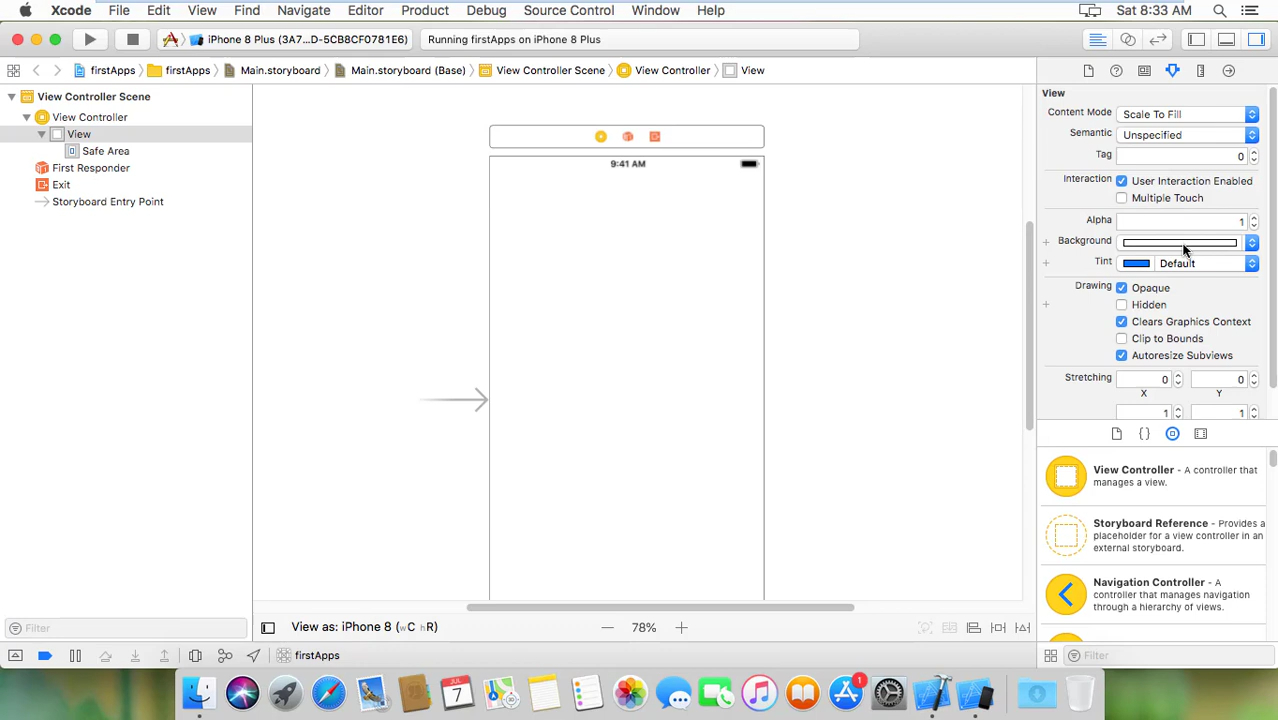 Xcode File Edit View Find Navigate Editor Product Debug Source Control Window Help Sat 8:33 AM
iPhone 8 Plus (3A7...D-5CB8CF0781E6) Running firstApps on iPhone 8 Plus
firstApps firstApps Main.storyboard Main.storyboard (Base) View Controller Scene View Controller View
View Controller Scene
View Controller
View
Safe Area
First Responder
Exit
Storyboard Entry Point
Filter
9:41 AM
View as: iPhone 8 (wC hR) 78%
firstApps
View
Content Mode Scale To Fill
Semantic Unspecified
Tag 0
Interaction User Interaction Enabled
Multiple Touch
Alpha 1
Background
Tint Default
Drawing Opaque
Hidden
Clears Graphics Context
Clip to Bounds
Autoresize Subviews
Stretching 0 0
X Y
1 1
View Controller - A controller that
manages a view.
Storyboard Reference - Provides a
placeholder for a view controller in an
external storyboard.
Navigation Controller - A
controller that manages navigation
through a hierarchy of views.
Filter
JUL
7
1